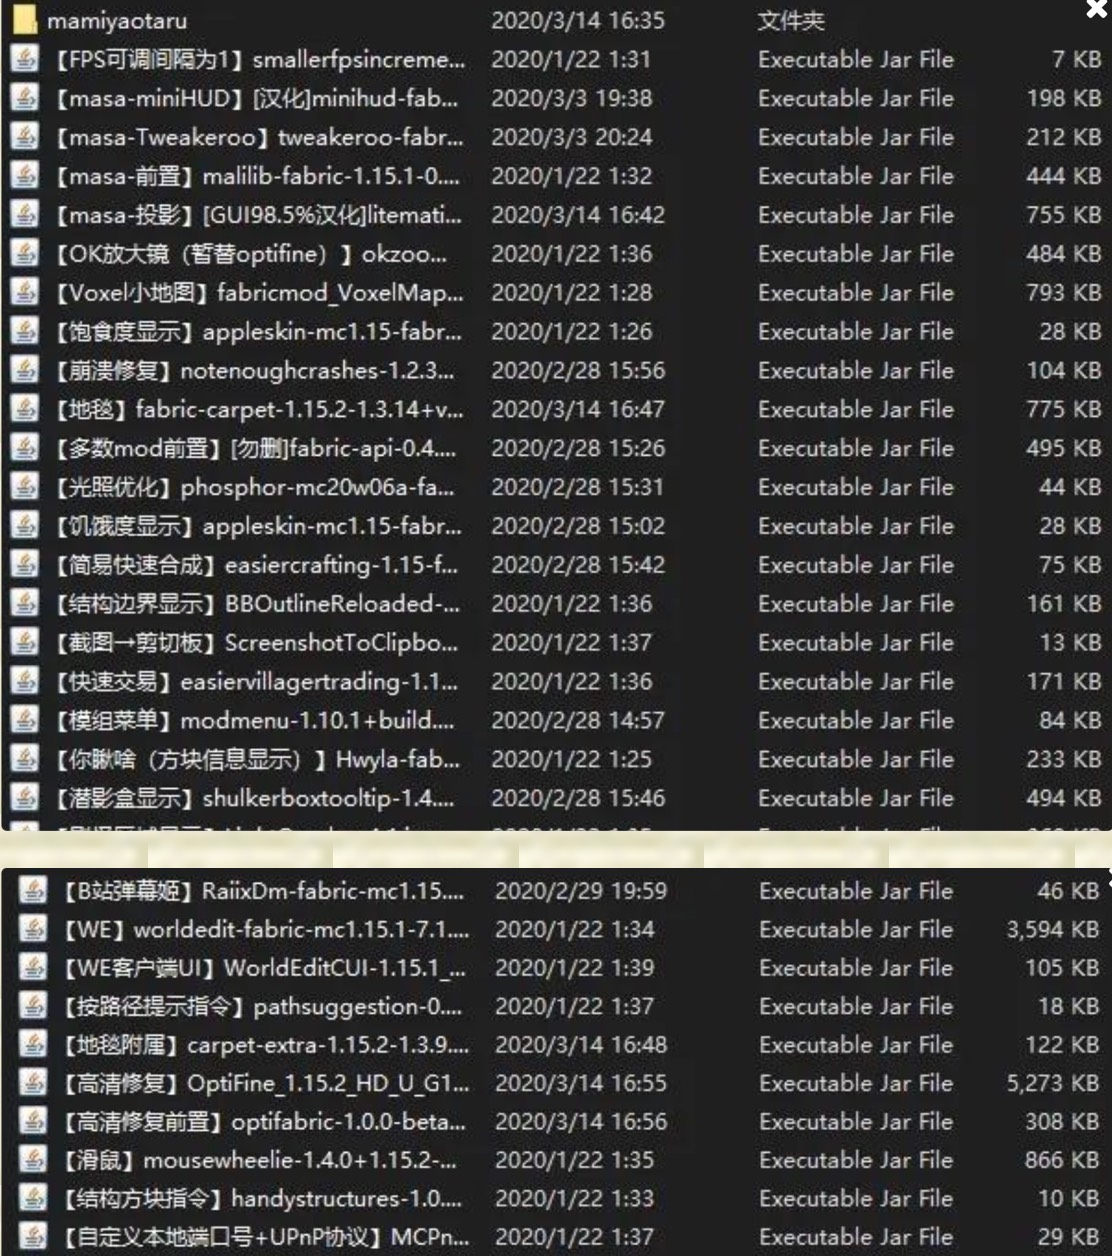 mamiyaotaru 2020/3/14 16:35 文件夹
【FPS可调间隔为1】smallerfpsincreme... 2020/1/22 1:31 Executable Jar File 7 KB
【masa-miniHUD】[汉化]minihud-fab... 2020/3/3 19:38 Executable Jar File 198 KB
【masa-Tweakeroo】tweakeroo-fabr... 2020/3/3 20:24 Executable Jar File 212 KB
【masa-前置】malilib-fabric-1.15.1-0.... 2020/1/22 1:32 Executable Jar File 444 KB
【masa-投影】[GUI98.5%汉化]litemati... 2020/3/14 16:42 Executable Jar File 755 KB
【OK放大镜（暂替optifine）】okzoo... 2020/1/22 1:36 Executable Jar File 484 KB
【Voxel小地图】fabricmod_VoxelMap... 2020/1/22 1:28 Executable Jar File 793 KB
【饱食度显示】appleskin-mc1.15-fabr... 2020/1/22 1:26 Executable Jar File 28 KB
【崩溃修复】notenoughcrashes-1.2.3... 2020/2/28 15:56 Executable Jar File 104 KB
【地毯】fabric-carpet-1.15.2-1.3.14+v... 2020/3/14 16:47 Executable Jar File 775 KB
【多数mod前置】[勿删]fabric-api-0.4.... 2020/2/28 15:26 Executable Jar File 495 KB
【光照优化】phosphor-mc20w06a-fa... 2020/2/28 15:31 Executable Jar File 44 KB
【饥饿度显示】appleskin-mc1.15-fabr... 2020/2/28 15:02 Executable Jar File 28 KB
【简易快速合成】easiercrafting-1.15-f... 2020/2/28 15:42 Executable Jar File 75 KB
【结构边界显示】BBOutlineReloaded-... 2020/1/22 1:36 Executable Jar File 161 KB
【截图→剪切板】ScreenshotToClipbo... 2020/1/22 1:37 Executable Jar File 13 KB
【快速交易】easiervillagertrading-1.1... 2020/1/22 1:36 Executable Jar File 171 KB
【模组菜单】modmenu-1.10.1+build.... 2020/2/28 14:57 Executable Jar File 84 KB
【你瞅啥（方块信息显示）】Hwyla-fab... 2020/1/22 1:25 Executable Jar File 233 KB
【潜影盒显示】shulkerboxtooltip-1.4.... 2020/2/28 15:46 Executable Jar File 494 KB
【B站弹幕姬】RaiixDm-fabric-mc1.15.... 2020/2/29 19:59 Executable Jar File 46 KB
【WE】worldedit-fabric-mc1.15.1-7.1.... 2020/1/22 1:34 Executable Jar File 3,594 KB
【WE客户端UI】WorldEditCUI-1.15.1_... 2020/1/22 1:39 Executable Jar File 105 KB
【按路径提示指令】pathsuggestion-0.... 2020/1/22 1:37 Executable Jar File 18 KB
【地毯附属】carpet-extra-1.15.2-1.3.9.... 2020/3/14 16:48 Executable Jar File 122 KB
【高清修复】OptiFine_1.15.2_HD_U_G1... 2020/3/14 16:55 Executable Jar File 5,273 KB
【高清修复前置】optifabric-1.0.0-beta... 2020/3/14 16:56 Executable Jar File 308 KB
【滑鼠】mousewheelie-1.4.0+1.15.2-... 2020/1/22 1:35 Executable Jar File 866 KB
【结构方块指令】handystructures-1.0.... 2020/1/22 1:33 Executable Jar File 10 KB
【自定义本地端口号+UPnP协议】MCPn... 2020/1/22 1:37 Executable Jar File 29 KB